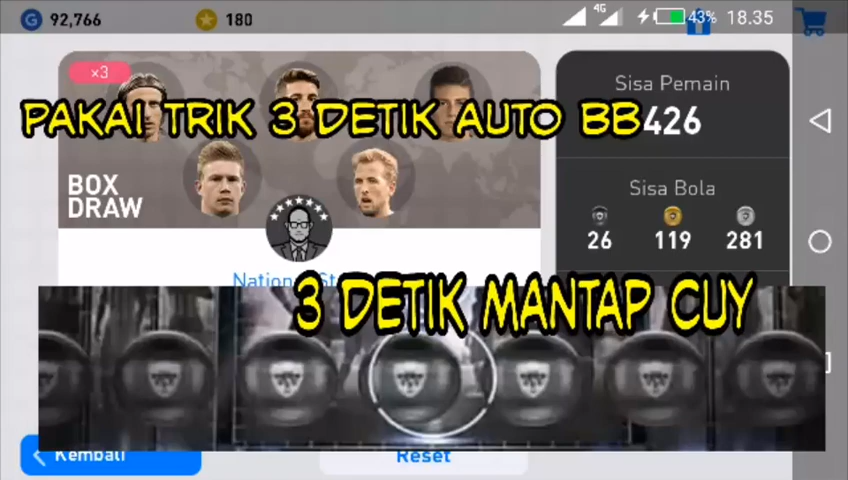 92,766
180
4G
43%
18.35
×3
PAKAI TRIK 3 DETIK AUTO BB
BOX
DRAW
Sisa Pemain
426
Sisa Bola
26
119
281
3 DETIK MANTAP CUY
Kembali
Reset